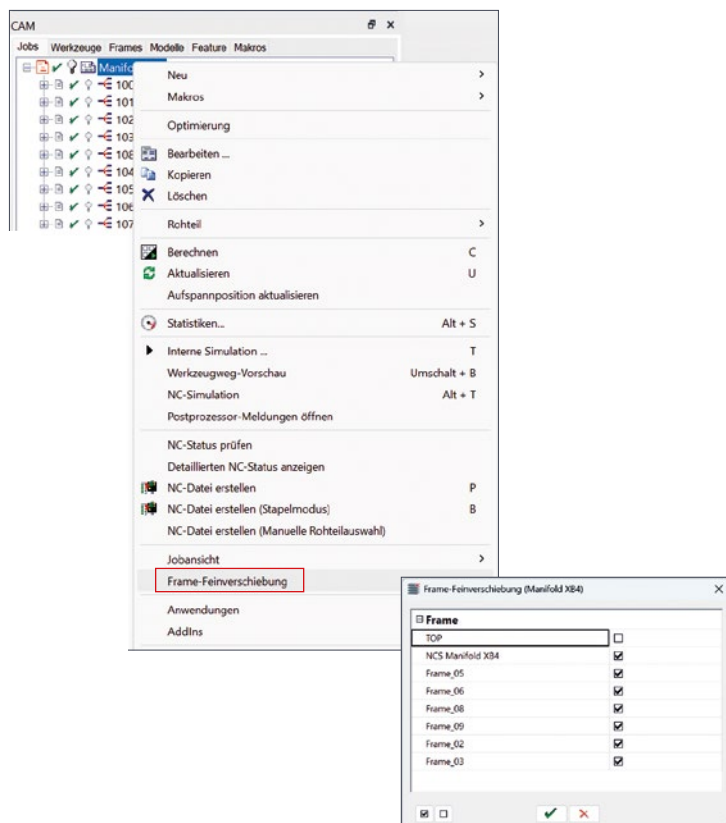 CAM
Jobs Werkzeuge Frames Modelle Feature Makros
Manifo
100
101
102
103
108
104
105
106
107
Neu
Makros
Optimierung
Bearbeiten ...
Kopieren
Löschen
Rohteil
Berechnen C
Aktualisieren U
Aufspannposition aktualisieren
Statistiken... Alt + S
Interne Simulation ... T
Werkzeugweg-Vorschau Umschalt + B
NC-Simulation Alt + T
Postprozessor-Meldungen öffnen
NC-Status prüfen
Detaillierten NC-Status anzeigen
NC-Datei erstellen P
NC-Datei erstellen (Stapelmodus) B
NC-Datei erstellen (Manuelle Rohteilauswahl)
Jobansicht
Frame-Feinverschiebung
Anwendungen
AddIns
Frame-Feinverschiebung (Manifold XB4)
Frame
TOP
NCS Manifold XB4
Frame_05
Frame_06
Frame_08
Frame_09
Frame_02
Frame_03